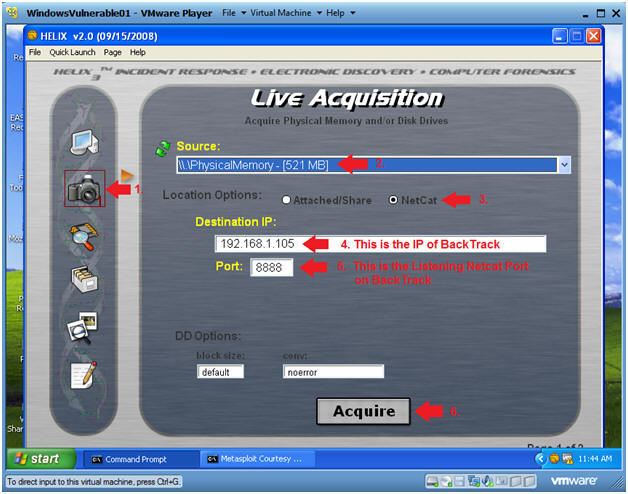 WindowsVulnerable01 - VMware Player File Virtual Machine Help
HELIX v2.0 (09/15/2008)
File Quick Launch Page Help
HELIX 3 ™ INCIDENT RESPONSE • ELECTRONIC DISCOVERY • COMPUTER FORENSICS
Live Acquisition
Acquire Physical Memory and/or Disk Drives
Source:
\\.\PhysicalMemory - [521 MB] 2.
1.
Location Options: Attached/Share NetCat 3.
Destination IP:
192.168.1.105 4. This is the IP of BackTrack
Port: 8888 5. This is the Listening Netcat Port
on BackTrack
DD Options:
block size: conv:
default noerror
Acquire 6.
start Command Prompt Metasploit Courtesy ... 11:44 AM
To direct input to this virtual machine, press Ctrl+G. vmware